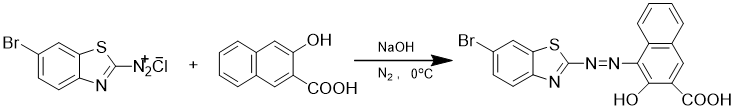 Br S N N₂Cl + − + OH COOH NaOH N₂ , 0°C Br S N N=N HO COOH